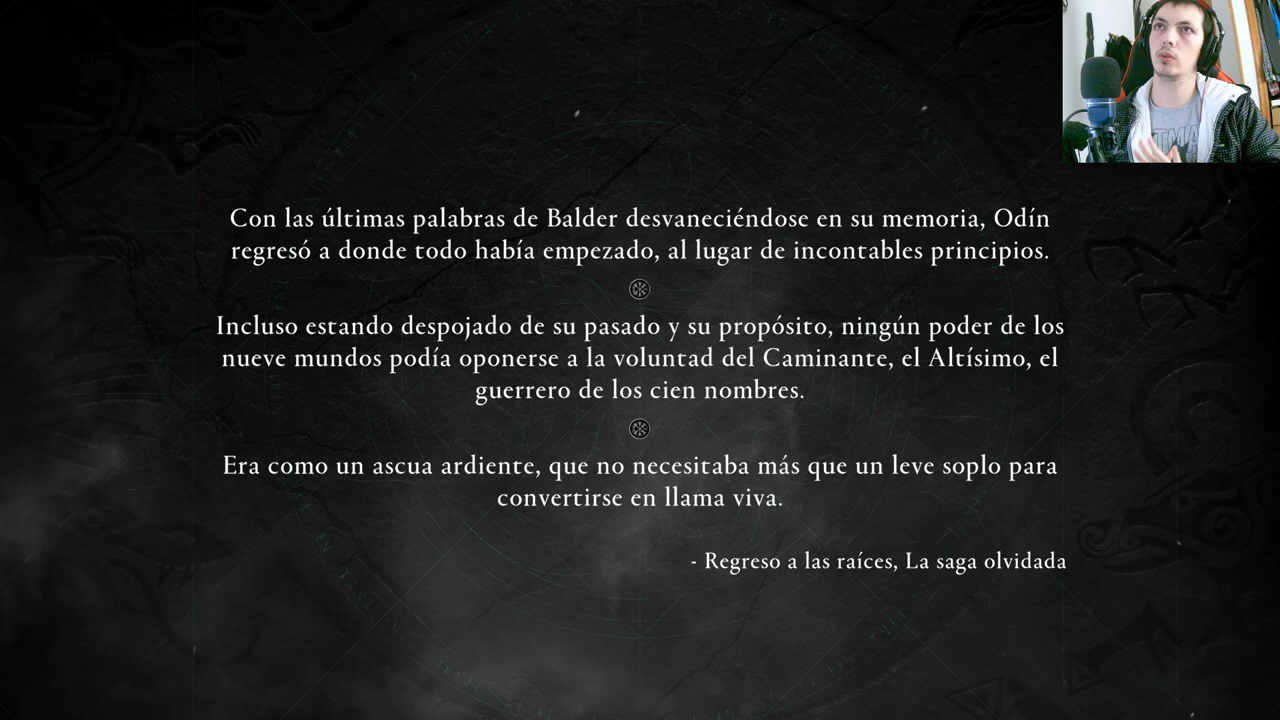 Con las últimas palabras de Balder desvaneciéndose en su memoria, Odín
regresó a donde todo había empezado, al lugar de incontables principios.
Incluso estando despojado de su pasado y su propósito, ningún poder de los
nueve mundos podía oponerse a la voluntad del Caminante, el Altísimo, el
guerrero de los cien nombres.
Era como un ascua ardiente, que no necesitaba más que un leve soplo para
convertirse en llama viva.
- Regreso a las raíces, La saga olvidada